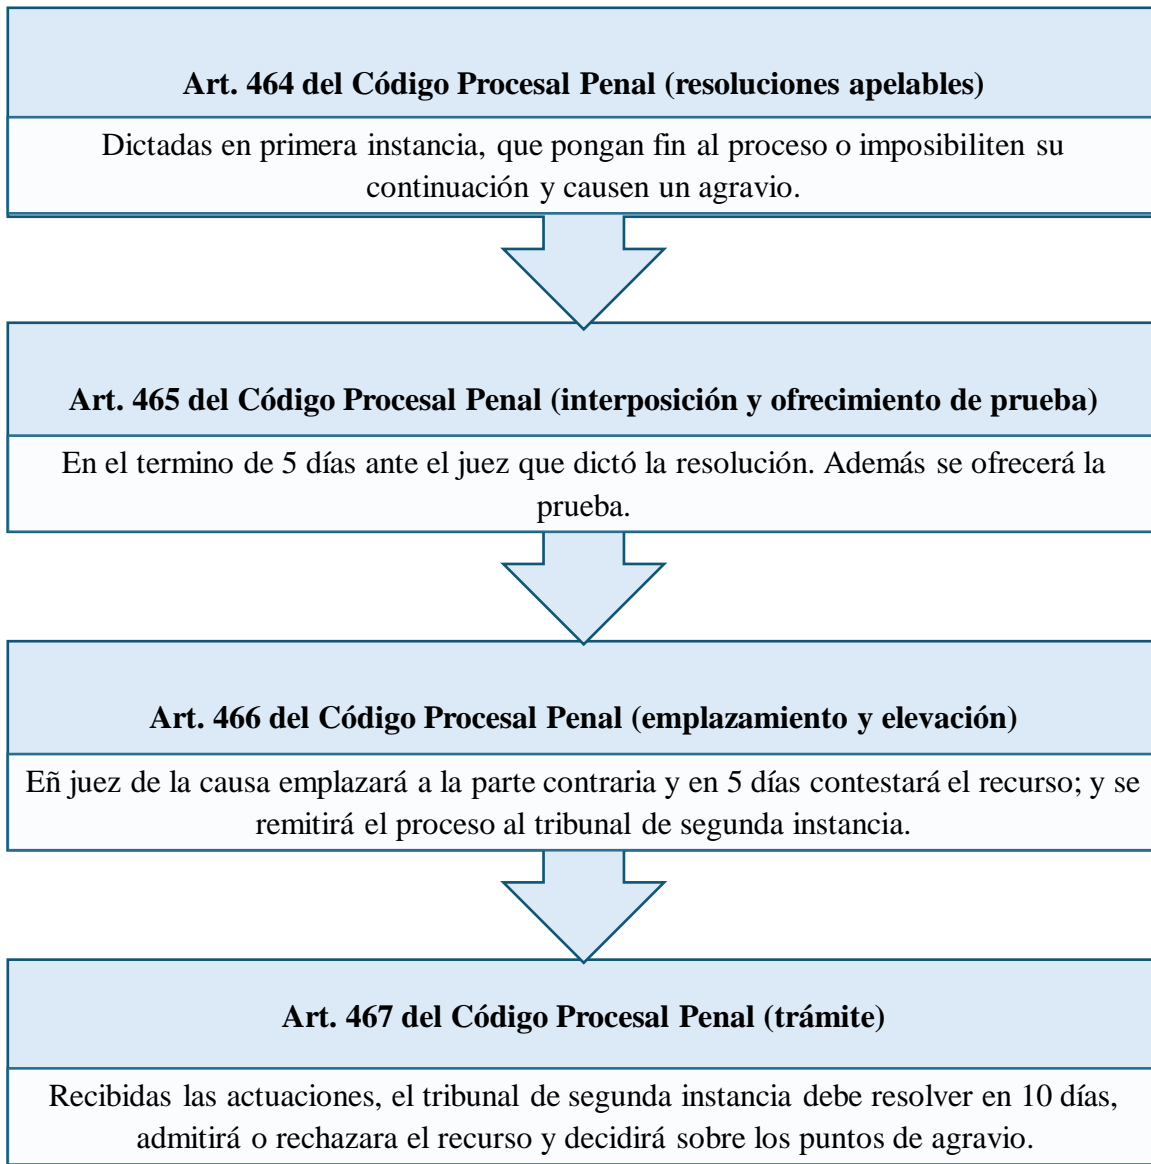 Art. 464 del Código Procesal Penal (resoluciones apelables)
Dictadas en primera instancia, que pongan fin al proceso o imposibiliten su
continuación y causen un agravio.
Art. 465 del Código Procesal Penal (interposición y ofrecimiento de prueba)
En el termino de 5 días ante el juez que dictó la resolución. Además se ofrecerá la
prueba.
Art. 466 del Código Procesal Penal (emplazamiento y elevación)
Eñ juez de la causa emplazará a la parte contraria y en 5 días contestará el recurso; y se
remitirá el proceso al tribunal de segunda instancia.
Art. 467 del Código Procesal Penal (trámite)
Recibidas las actuaciones, el tribunal de segunda instancia debe resolver en 10 días,
admitirá o rechazara el recurso y decidirá sobre los puntos de agravio.